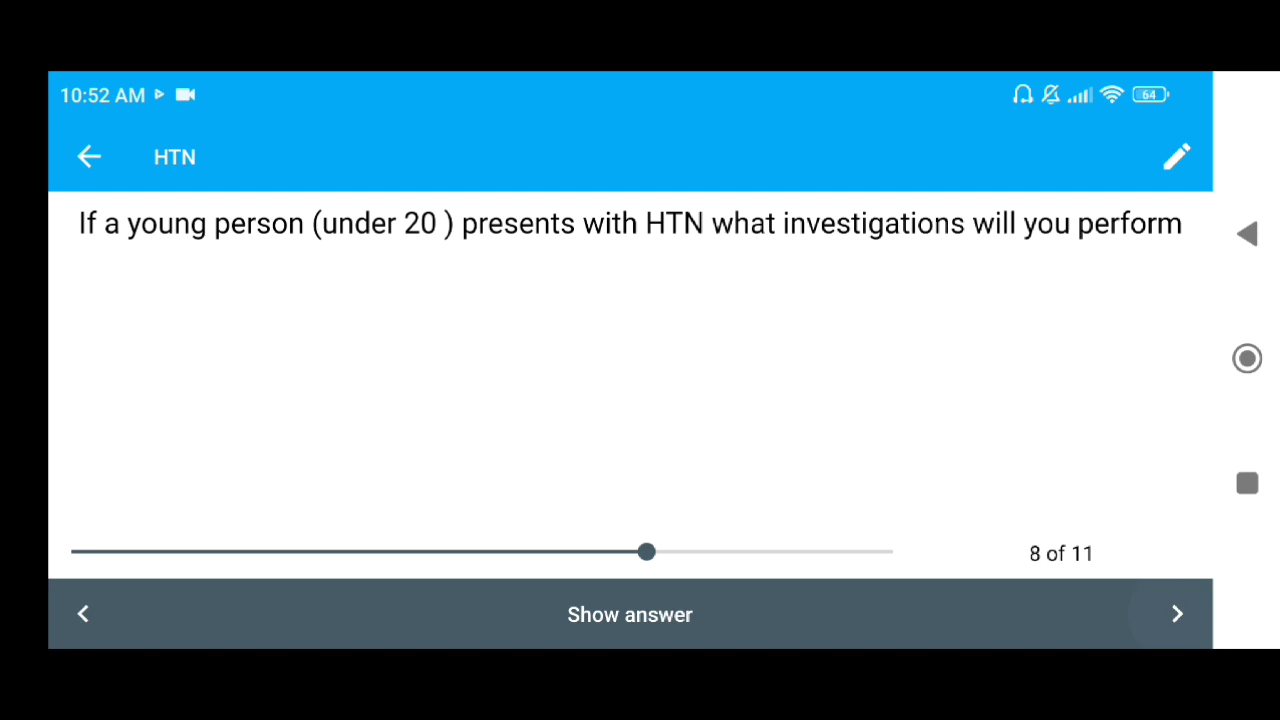 10:52 AM
64
HTN
If a young person (under 20 ) presents with HTN what investigations will you perform
8 of 11
Show answer